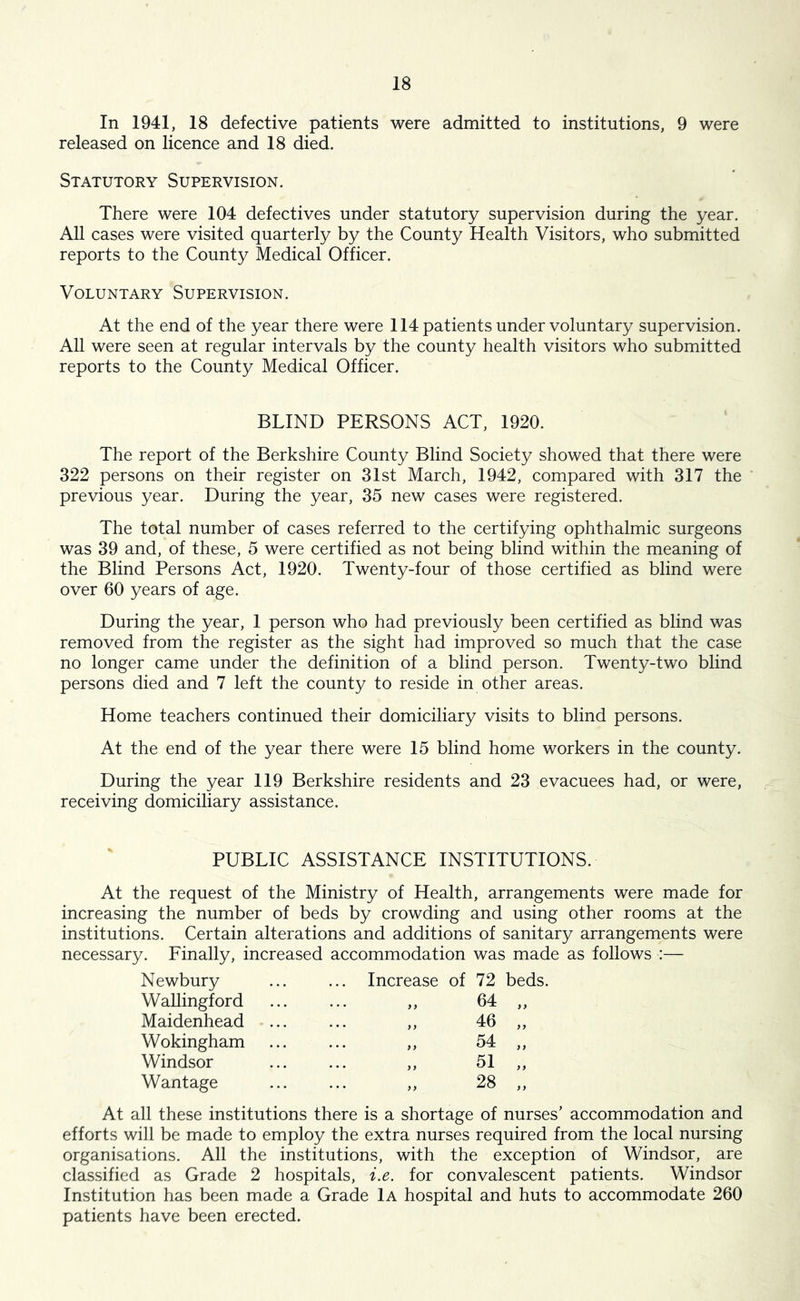 18
In 1941, 18 defective patients were admitted to institutions, 9 were
released on licence and 18 died.
Statutory Supervision.
There were 104 defectives under statutory supervision during the year.
All cases were visited quarterly by the County Health Visitors, who submitted
reports to the County Medical Officer.
Voluntary Supervision.
At the end of the year there were 114 patients under voluntary supervision.
All were seen at regular intervals by the county health visitors who submitted
reports to the County Medical Officer.
BLIND PERSONS ACT, 1920.
The report of the Berkshire County Blind Society showed that there were
322 persons on their register on 31st March, 1942, compared with 317 the
previous year. During the year, 35 new cases were registered.
The total number of cases referred to the certifying ophthalmic surgeons
was 39 and, of these, 5 were certified as not being blind within the meaning of
the Blind Persons Act, 1920. Twenty-four of those certified as blind were
over 60 years of age.
During the year, 1 person who had previously been certified as blind was
removed from the register as the sight had improved so much that the case
no longer came under the definition of a blind person. Twenty-two blind
persons died and 7 left the county to reside in other areas.
Home teachers continued their domiciliary visits to blind persons.
At the end of the year there were 15 blind home workers in the county.
During the year 119 Berkshire residents and 23 evacuees had, or were,
receiving domiciliary assistance.
PUBLIC ASSISTANCE INSTITUTIONS.
At the request of the Ministry of Health, arrangements were made for
increasing the number of beds by crowding and using other rooms at the
institutions. Certain alterations and additions of sanitary arrangements were
necessary. Finally, increased accommodation was made as follows :—
Newbury ... ... Increase of 72 beds.
Wallingford ... ... ,, 64 ,,
Maidenhead ... ... ,, 46 ,,
Wokingham ... ... ,, 54 ,,
Windsor ... ... ,, 51 ,,
Wantage ... ... ,, 28 ,,
At all these institutions there is a shortage of nurses' accommodation and
efforts will be made to employ the extra nurses required from the local nursing
organisations. All the institutions, with the exception of Windsor, are
classified as Grade 2 hospitals, i.e. for convalescent patients. Windsor
Institution has been made a Grade 1A hospital and huts to accommodate 260
patients have been erected.